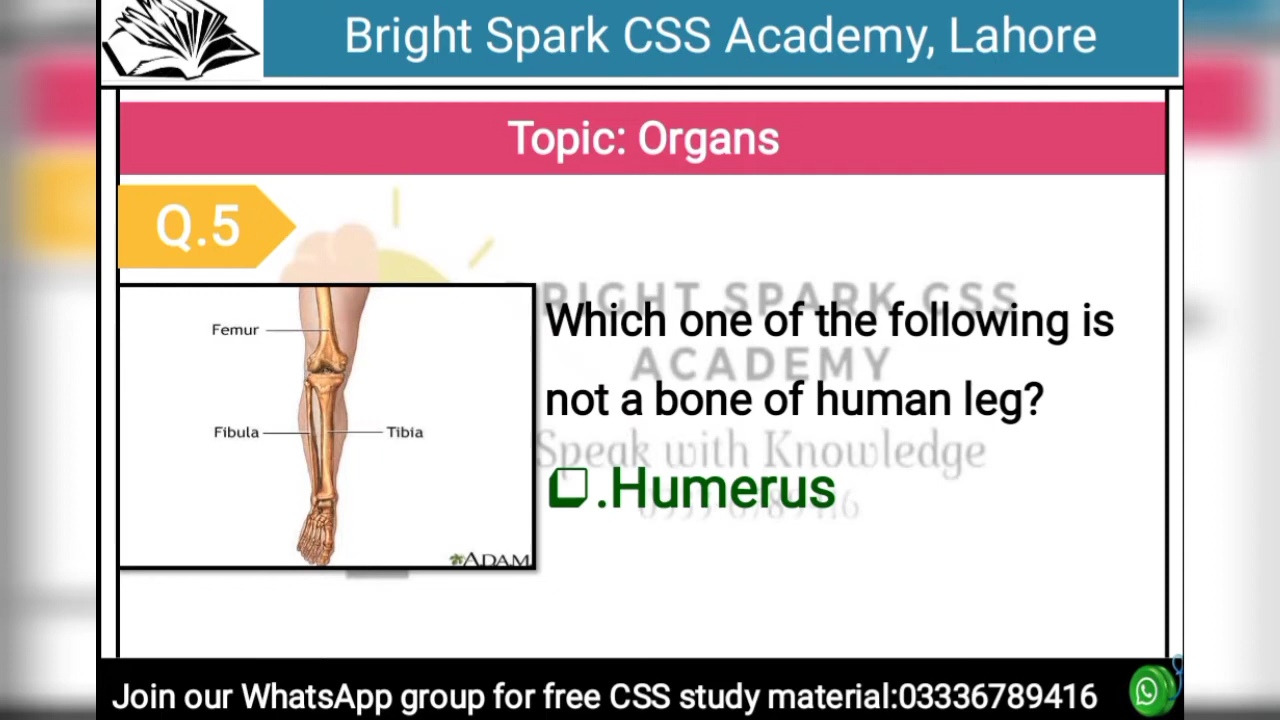 Bright Spark CSS Academy, Lahore
Topic: Organs
Q.5
BRIGHT SPARK CSS
ACADEMY
Speak with Knowledge
Femur
Fibula
Tibia
ADAM
Which one of the following is
not a bone of human leg?
.Humerus
Join our WhatsApp group for free CSS study material:03336789416